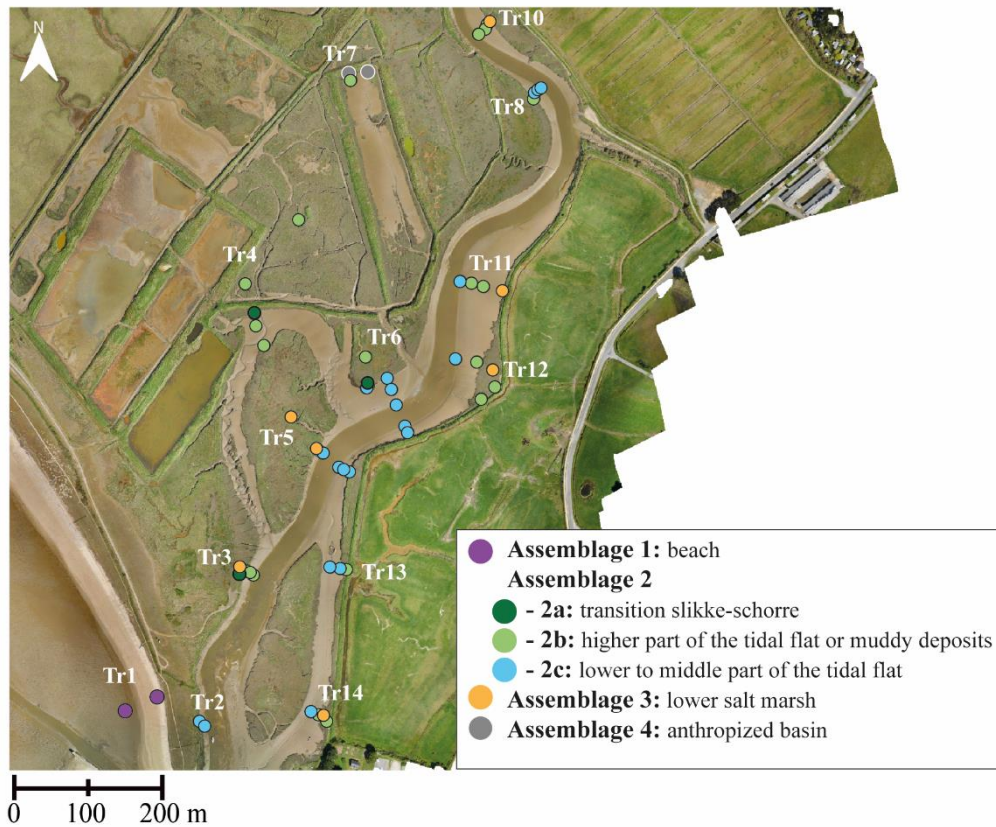 N
Tr10
Tr7
Tr8
Tr4
Tr11
Tr6
Tr12
Tr5
Tr3
Tr13
Tr1
Tr2
Tr14
Assemblage 1: beach
Assemblage 2
- 2a: transition slikke-schorre
- 2b: higher part of the tidal flat or muddy deposits
- 2c: lower to middle part of the tidal flat
Assemblage 3: lower salt marsh
Assemblage 4: anthropized basin
0 100 200 m